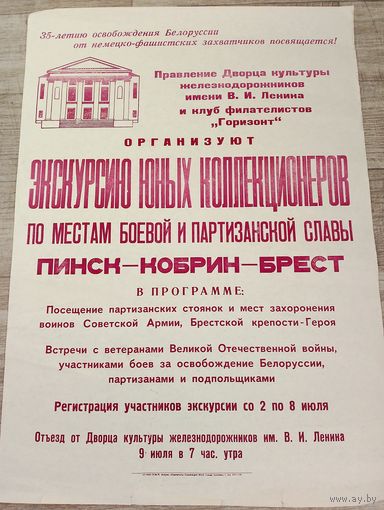 35-летию освобождения Белоруссии
от немецко-фашистских захватчиков посвящается!
Правление Дворца культуры
железнодорожников
имени В. И. Ленина
и клуб филателистов
„Горизонт"
ОРГАНИЗУЮТ
ЭКСКУРСИЮ ЮНЫХ КОЛЛЕКЦИОНЕРОВ
ПО МЕСТАМ БОЕВОЙ И ПАРТИЗАНСКОЙ СЛАВЫ
ПИНСК—КОБРИН—БРЕСТ
В ПРОГРАММЕ:
Посещение партизанских стоянок и мест захоронения
воинов Советской Армии, Брестской крепости-Героя
Встречи с ветеранами Великой Отечественной войны,
участниками боев за освобождение Белоруссии,
партизанами и подпольщиками
Регистрация участников экскурсии со 2 по 8 июля
Отъезд от Дворца культуры железнодорожников им. В. И. Ленина
9 июля в 7 час. утра
www.ay.by